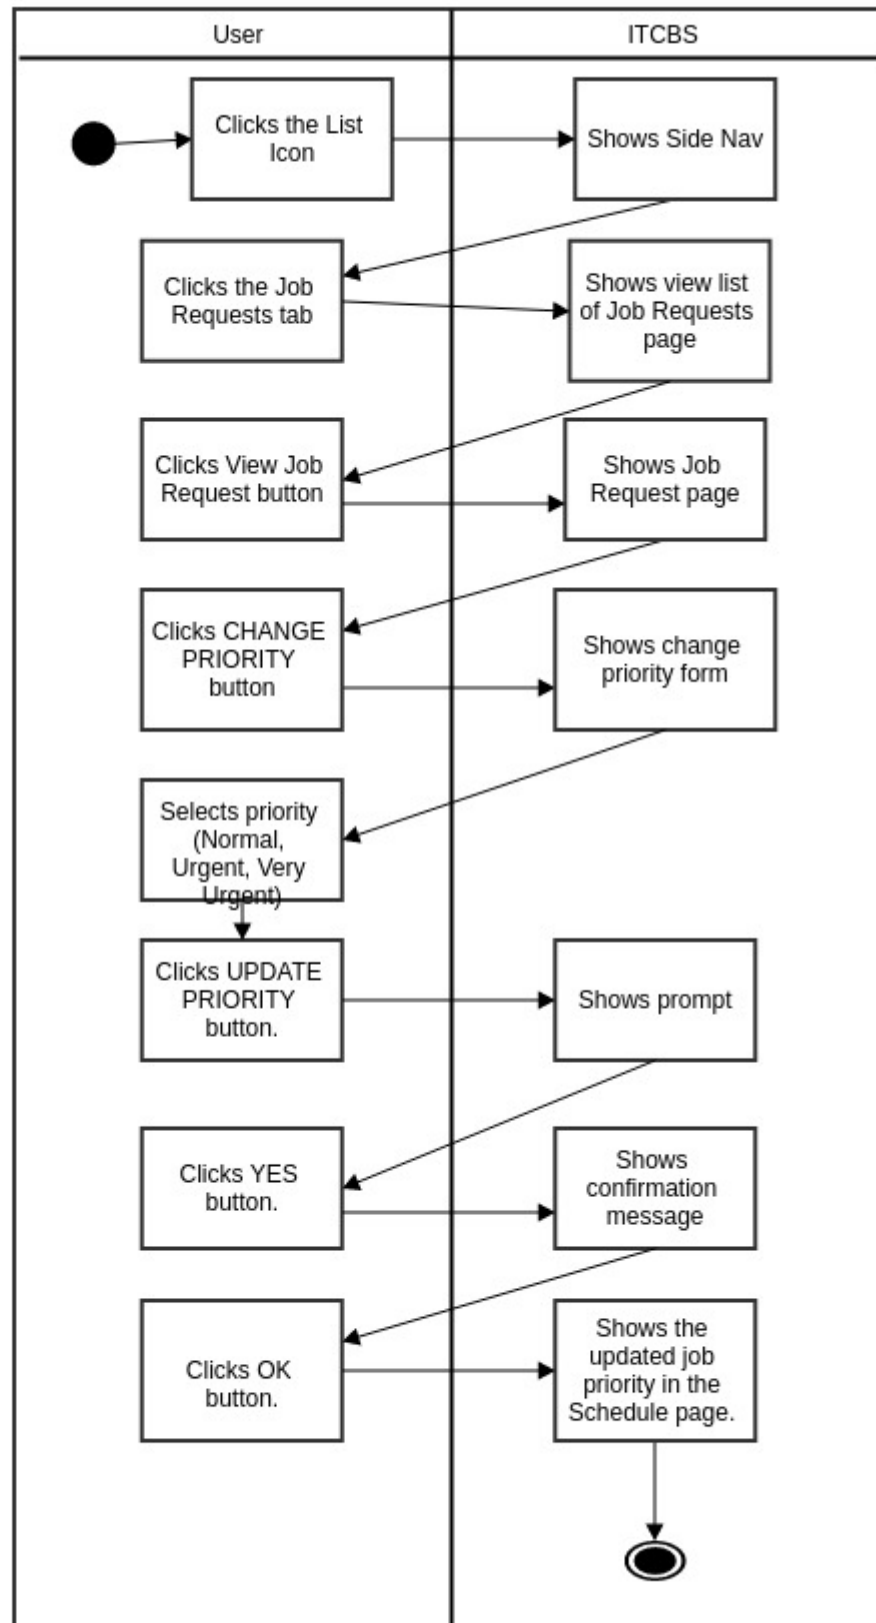 User
ITCBS
Clicks the List
Icon
Shows Side Nav
Clicks the Job
Requests tab
Shows view list
of Job Requests
page
Clicks View Job
Request button
Shows Job
Request page
Clicks CHANGE
PRIORITY
button
Shows change
priority form
Selects priority
(Normal,
Urgent, Very
Urgent)
Clicks UPDATE
PRIORITY
button.
Shows prompt
Clicks YES
button.
Shows
confirmation
message
Clicks OK
button.
Shows the
updated job
priority in the
Schedule page.